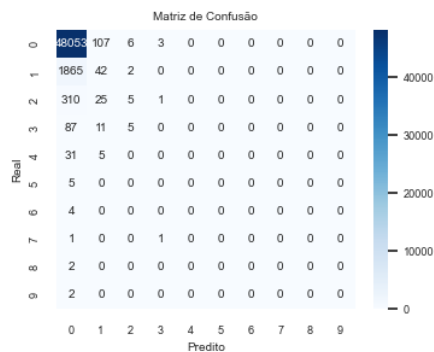 Matriz de Confusão
0 48053 107 6 3 0 0 0 0 0 0
1 1865 42 2 0 0 0 0 0 0 0
2 310 25 5 1 0 0 0 0 0 0
3 87 11 5 0 0 0 0 0 0 0
4 31 5 0 0 0 0 0 0 0 0
5 5 0 0 0 0 0 0 0 0 0
6 4 0 0 0 0 0 0 0 0 0
7 1 0 0 1 0 0 0 0 0 0
8 2 0 0 0 0 0 0 0 0 0
9 2 0 0 0 0 0 0 0 0 0
0 1 2 3 4 5 6 7 8 9
Predito
Real
40000
30000
20000
10000
0